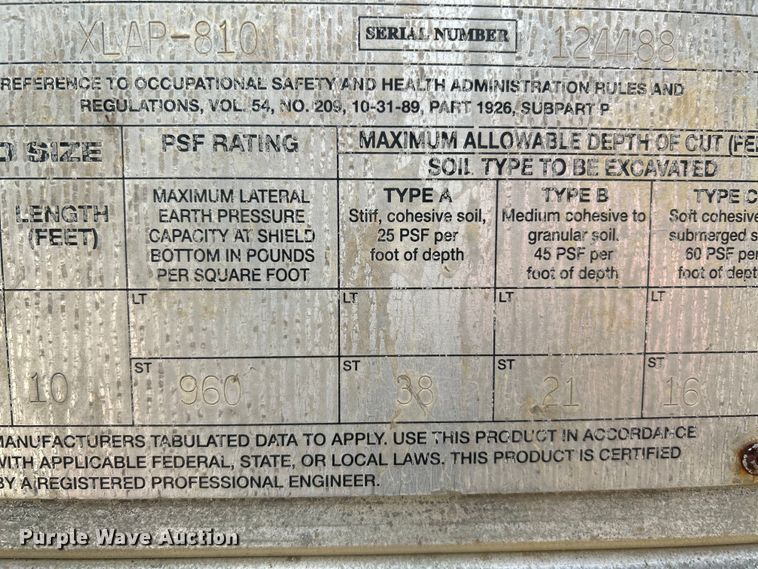 XLAP-810 SERIAL NUMBER 124488
REFERENCE TO OCCUPATIONAL SAFETY AND HEALTH ADMINISTRATION RULES AND
REGULATIONS, VOL. 54, NO. 209, 10-31-89, PART 1926, SUBPART P
D SIZE PSF RATING MAXIMUM ALLOWABLE DEPTH OF CUT (FE
SOIL TYPE TO BE EXCAVATED
LENGTH
(FEET)
MAXIMUM LATERAL
EARTH PRESSURE
CAPACITY AT SHIELD
BOTTOM IN POUNDS
PER SQUARE FOOT
TYPE A
Stiff, cohesive soil,
25 PSF per
foot of depth
TYPE B
Medium cohesive to
granular soil.
45 PSF per
foot of depth
TYPE C
Soft cohesive
submerged s
60 PSF per
foot of dept
LT LT LT
ST ST ST ST
10 960 38 21 16
MANUFACTURERS TABULATED DATA TO APPLY. USE THIS PRODUCT IN ACCORDANCE
WITH APPLICABLE FEDERAL, STATE, OR LOCAL LAWS. THIS PRODUCT IS CERTIFIED
BY A REGISTERED PROFESSIONAL ENGINEER.
Purple Wave Auction